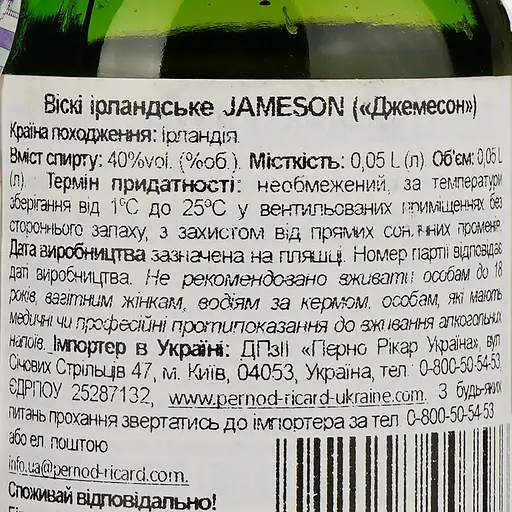 Віскі ірландське JAMESON («Джемесон»)
Країна походження: Ірландія.
Вміст спирту: 40%vol. (%об.). Місткість: 0,05 L (л). Об'єм: 0,05 L
(л). Термін придатності: необмежений, за температури
зберігання від 1°C до 25°C у вентильованих приміщеннях без
стороннього запаху, з захистом від прямих сонячних променів.
Дата виробництва зазначена на пляшці. Номер партії відповідає
даті виробництва. Не рекомендовано вживати особам до 18
років, вагітним жінкам, водіям за кермом, особам, які мають
медичні чи професійні протипоказання до вживання алкогольних
напоїв. Імпортер в Україні: ДПзІІ «Перно Рікар Україна», вул.
Січових Стрільців 47, м. Київ, 04053, Україна, тел.: 0-800-50-54-53,
ЄДРПОУ 25287132, www.pernod-ricard-ukraine.com. З будь-яких
питань прохання звертатись до імпортера за тел. 0-800-50-54-53
або ел. поштою
info.ua@pernod-ricard.com.
Споживай відповідально!